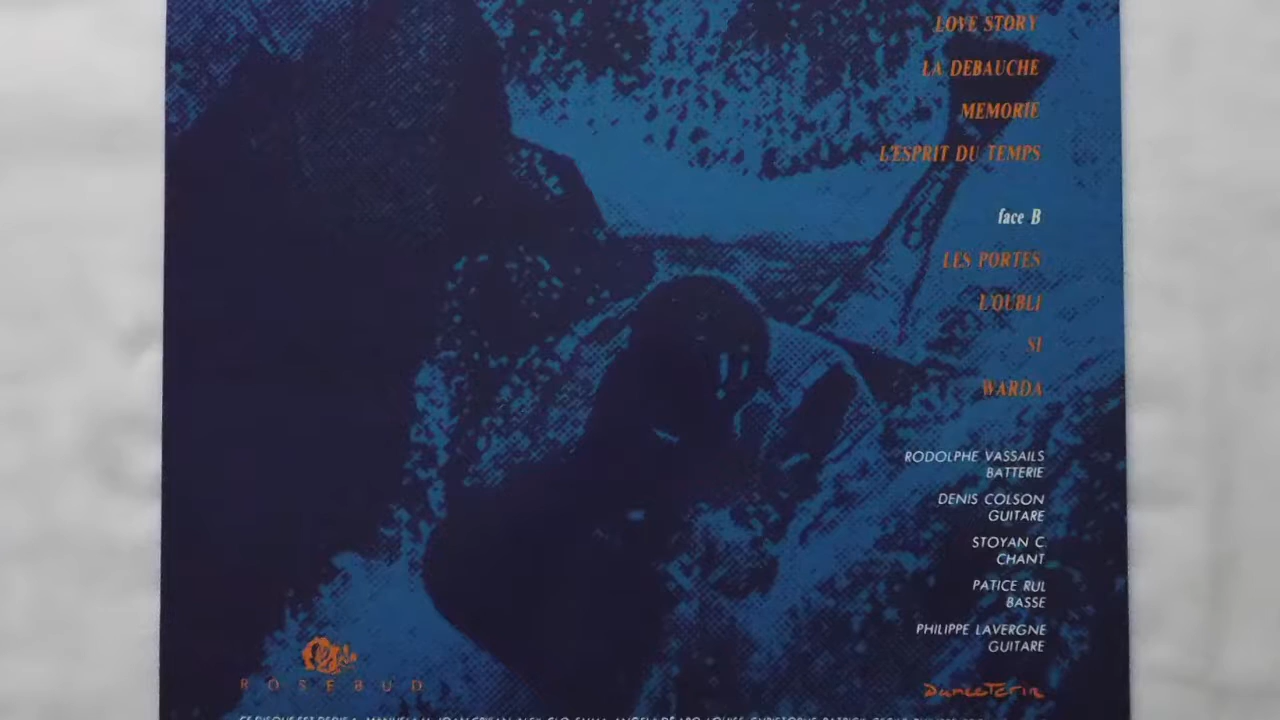 LOVE STORY
LA DEBAUCHE
MEMORIE
L'ESPRIT DU TEMPS
face B
LES PORTES
L'OUBLI
SI
WARDA
RODOLPHE VASSAILS
BATTERIE
DENIS COLSON
GUITARE
STOYAN C.
CHANT
PATICE RUL
BASSE
PHILIPPE LAVERGNE
GUITARE
ROSEBUD
DanceTeria